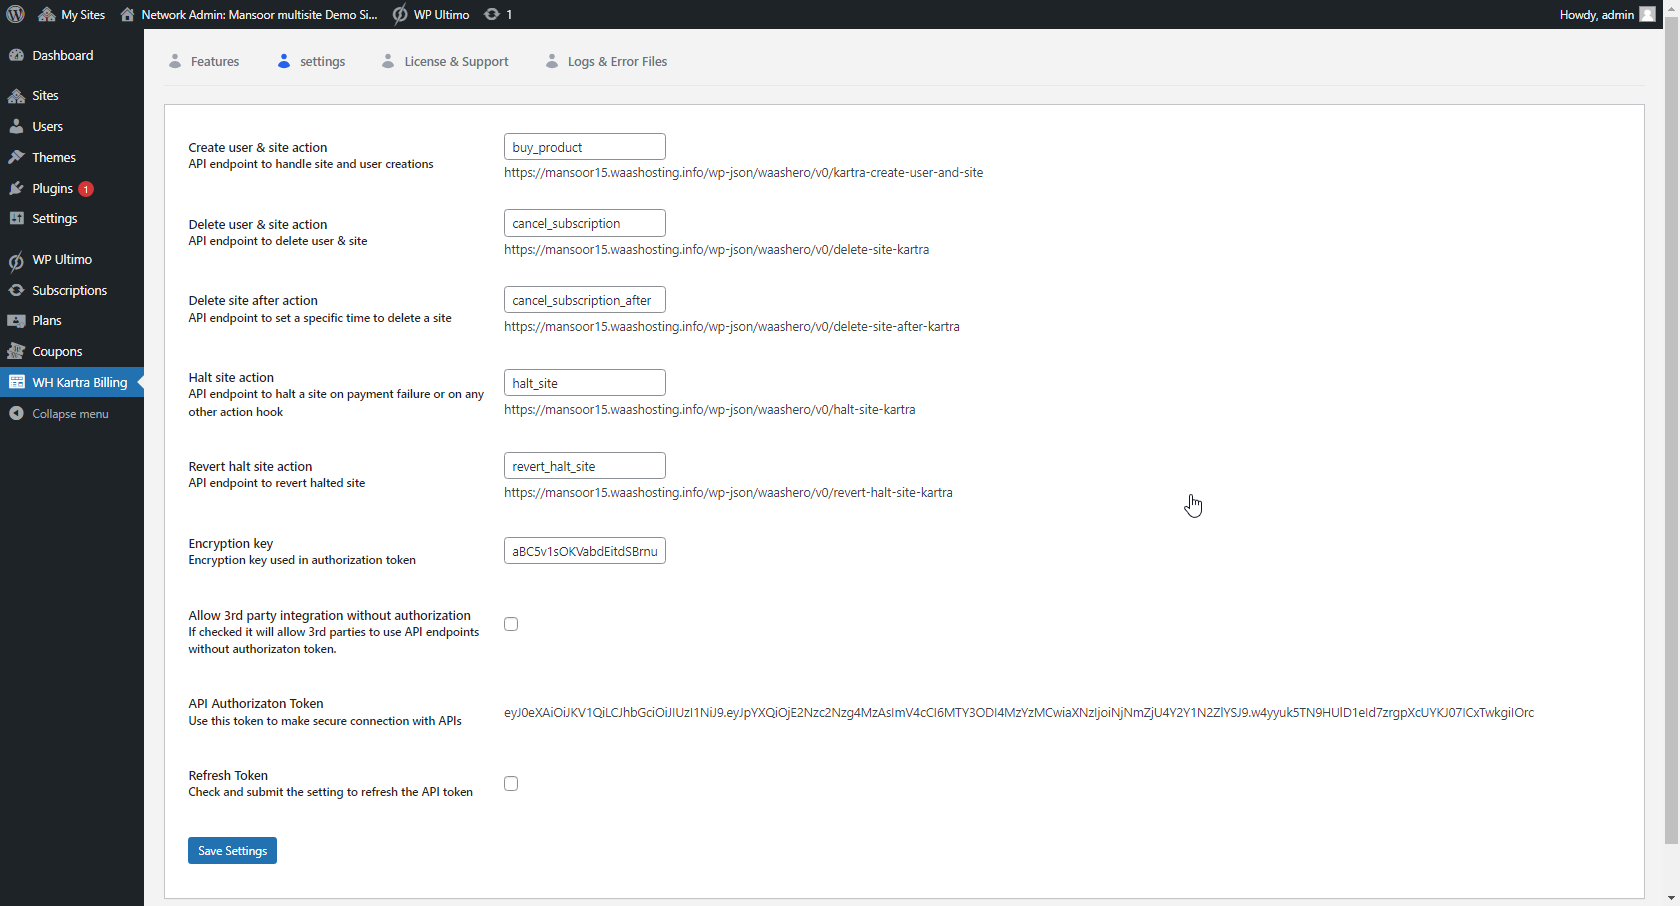 My Sites
Network Admin: Mansoor multisite Demo Si...
WP Ultimo
1
Howdy, admin
Dashboard
Sites
Users
Themes
Plugins 1
Settings
WP Ultimo
Subscriptions
Plans
Coupons
WH Kartra Billing
Collapse menu
Features
settings
License & Support
Logs & Error Files
Create user & site action
API endpoint to handle site and user creations
buy_product
https://mansoor15.waashosting.info/wp-json/waashero/v0/kartra-create-user-and-site
Delete user & site action
API endpoint to delete user & site
cancel_subscription
https://mansoor15.waashosting.info/wp-json/waashero/v0/delete-site-kartra
Delete site after action
API endpoint to set a specific time to delete a site
cancel_subscription_after
https://mansoor15.waashosting.info/wp-json/waashero/v0/delete-site-after-kartra
Halt site action
API endpoint to halt a site on payment failure or on any
other action hook
halt_site
https://mansoor15.waashosting.info/wp-json/waashero/v0/halt-site-kartra
Revert halt site action
API endpoint to revert halted site
revert_halt_site
https://mansoor15.waashosting.info/wp-json/waashero/v0/revert-halt-site-kartra
Encryption key
Encryption key used in authorization token
aBC5v1sOKVabdEitdSBrnu
Allow 3rd party integration without authorization
If checked it will allow 3rd parties to use API endpoints
without authorizaton token.
API Authorizaton Token
Use this token to make secure connection with APIs
eyJ0eXAiOiJKV1QiLCJhbGciOiJIUzI1NiJ9.eyJpYXQiOjE2Nzc2Nzg4MzAsImV4cCI6MTY3ODI4MzYzMCwiaXNzIjoiNjNmZjU4Y2Y1N2ZlYSJ9.w4yyuk5TN9HUlD1eId7zrgpXcUYKJ07ICxTwkgiIOrc
Refresh Token
Check and submit the setting to refresh the API token
Save Settings